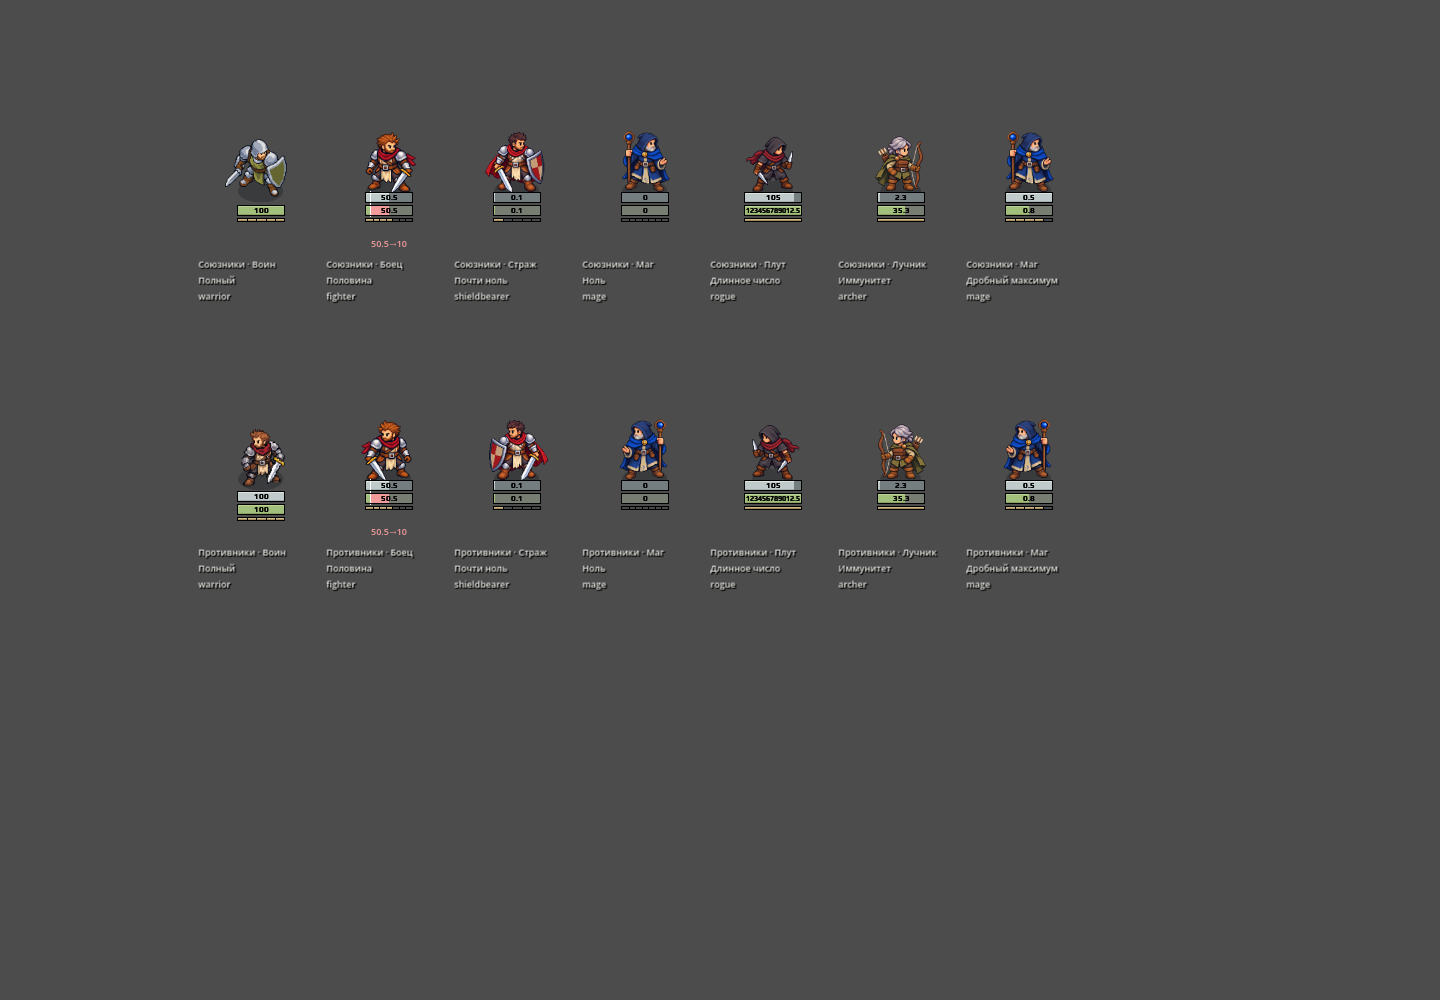 100
50.5
50.5
0.1
0.1
0
0
105
123456789012.5
2.3
35.3
0.5
0.8
50.5→10
Союзники · Воин
Полный
warrior
Союзники · Боец
Половина
fighter
Союзники · Страж
Почти ноль
shieldbearer
Союзники · Маг
Ноль
mage
Союзники · Плут
Длинное число
rogue
Союзники · Лучник
Иммунитет
archer
Союзники · Маг
Дробный максимум
mage
100
100
50.5
50.5
0.1
0.1
0
0
105
123456789012.5
2.3
35.3
0.5
0.8
50.5→10
Противники · Воин
Полный
warrior
Противники · Боец
Половина
fighter
Противники · Страж
Почти ноль
shieldbearer
Противники · Маг
Ноль
mage
Противники · Плут
Длинное число
rogue
Противники · Лучник
Иммунитет
archer
Противники · Маг
Дробный максимум
mage